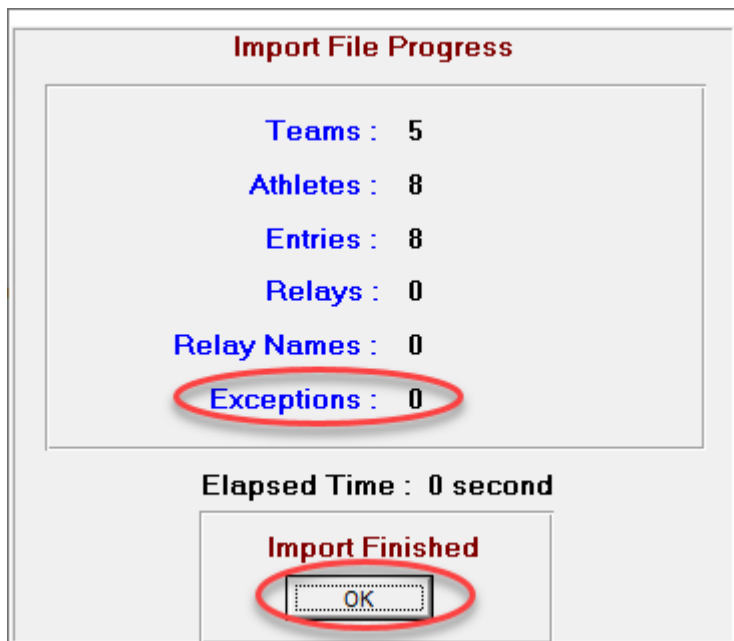 Import File Progress
Teams : 5
Athletes : 8
Entries : 8
Relays : 0
Relay Names : 0
Exceptions : 0
Elapsed Time : 0 second
Import Finished
OK